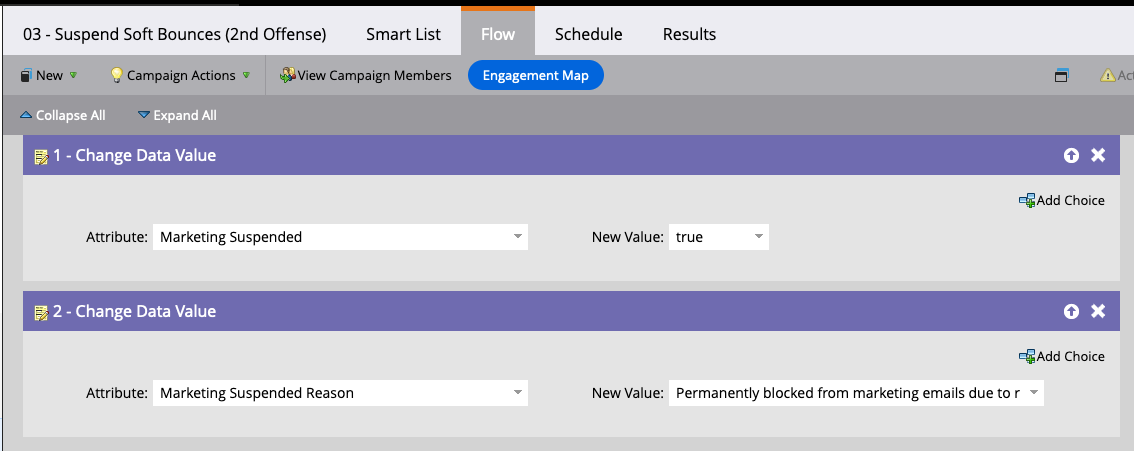 03 - Suspend Soft Bounces (2nd Offense) Smart List Flow Schedule Results
New Campaign Actions View Campaign Members Engagement Map Act
Collapse All Expand All
1 - Change Data Value
Add Choice
Attribute: Marketing Suspended New Value: true
2 - Change Data Value
Add Choice
Attribute: Marketing Suspended Reason New Value: Permanently blocked from marketing emails due to r